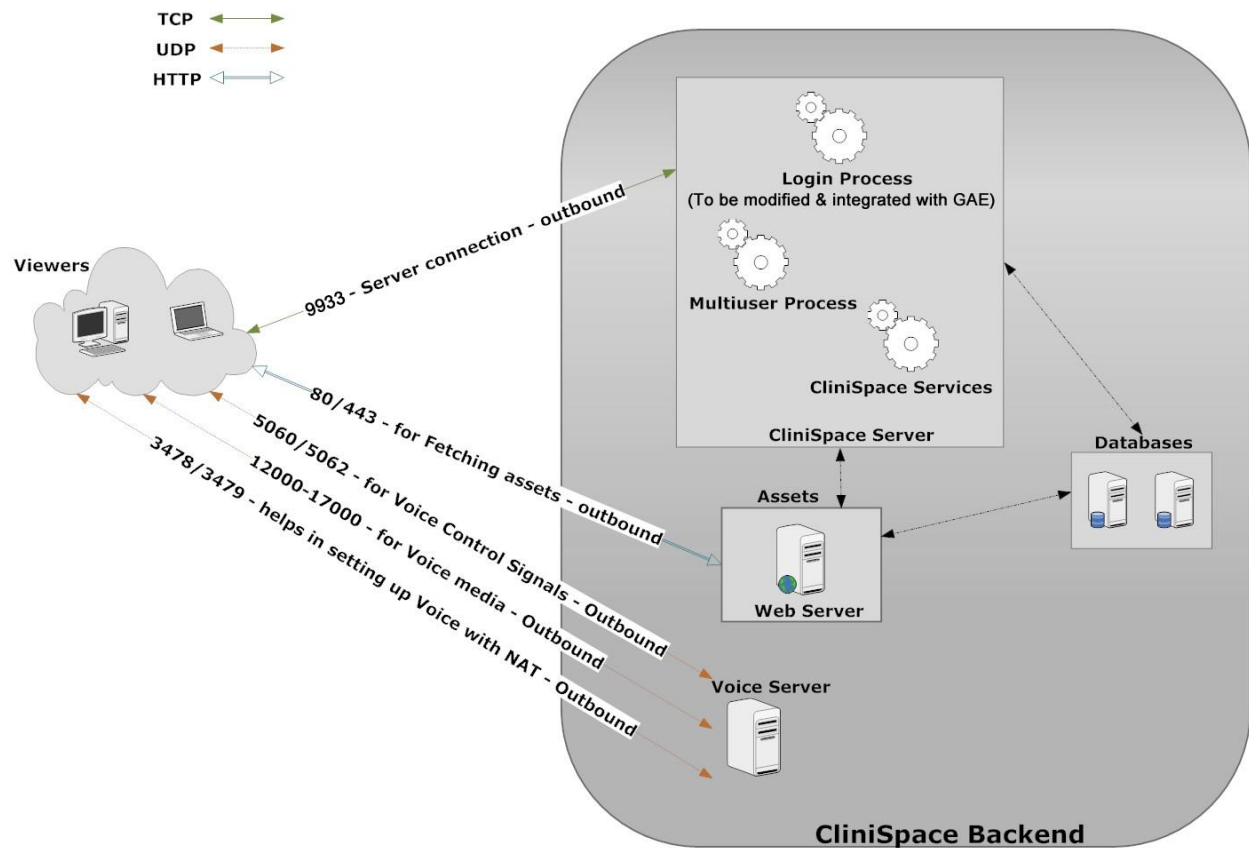 TCP
UDP
HTTP
Viewers
9933 - Server connection - outbound
80/443 - for Fetching assets - outbound
5060/5062 - for Voice Control Signals - Outbound
12000-17000 - for Voice media - Outbound
3478/3479 - helps in setting up Voice with NAT - Outbound
Login Process
(To be modified & integrated with GAE)
Multiuser Process
CliniSpace Services
CliniSpace Server
Databases
Assets
Web Server
Voice Server
CliniSpace Backend